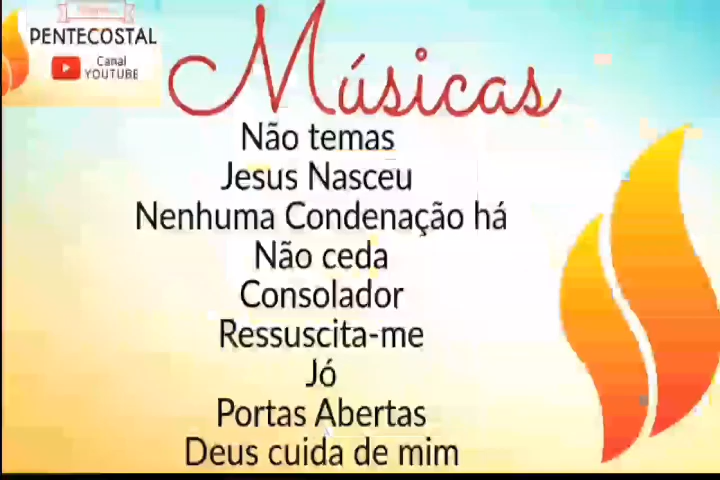 PENTECOSTAL
Canal
YOUTUBE
Músicas
Não temas
Jesus Nasceu
Nenhuma Condenação há
Não ceda
Consolador
Ressuscita-me
Jó
Portas Abertas
Deus cuida de mim